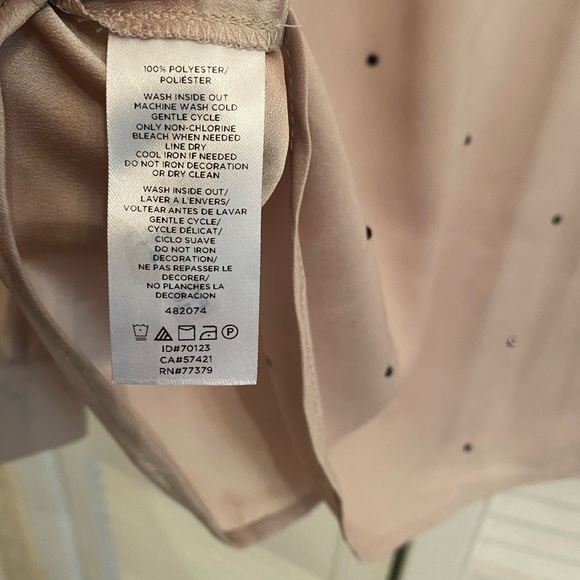 100% POLYESTER/
POLIÉSTER
WASH INSIDE OUT
MACHINE WASH COLD
GENTLE CYCLE
ONLY NON-CHLORINE
BLEACH WHEN NEEDED
LINE DRY
COOL IRON IF NEEDED
DO NOT IRON DECORATION
OR DRY CLEAN
WASH INSIDE OUT/
LAVER A L'ENVERS/
VOLTEAR ANTES DE LAVAR
GENTLE CYCLE/
CYCLE DÉLICAT/
CICLO SUAVE
DO NOT IRON
DECORATION/
NE PAS REPASSER LE
DECORER/
NO PLANCHES LA
DECORACION
482074
P
ID#70123
CA#57421
RN#77379